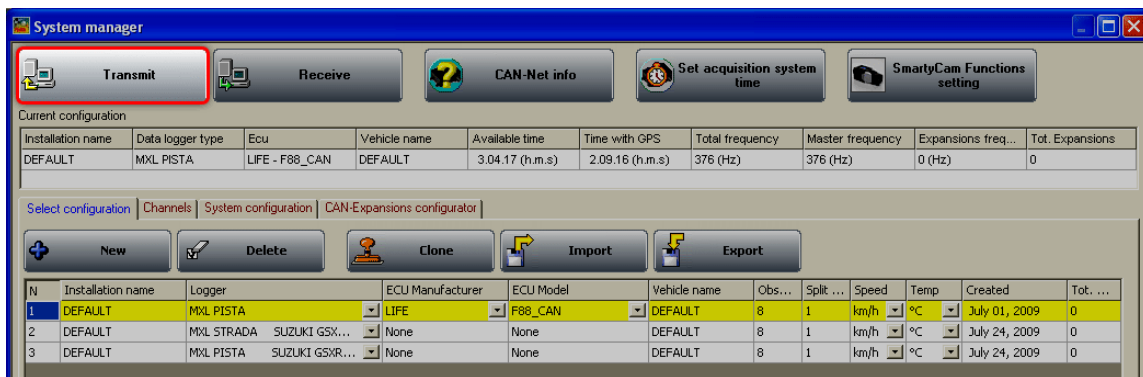 System manager
Transmit Receive CAN-Net info Set acquisition system time SmartyCam Functions setting
Current configuration
Installation name Data logger type Ecu Vehicle name Available time Time with GPS Total frequency Master frequency Expansions freq... Tot. Expansions
DEFAULT MXL PISTA LIFE - F88_CAN DEFAULT 3.04.17 (h.m.s) 2.09.16 (h.m.s) 376 (Hz) 376 (Hz) 0 (Hz) 0
Select configuration Channels System configuration CAN-Expansions configurator
New Delete Clone Import Export
N Installation name Logger ECU Manufacturer ECU Model Vehicle name Obs... Split ... Speed Temp Created Tot. ...
1 DEFAULT MXL PISTA LIFE F88_CAN DEFAULT 8 1 km/h °C July 01, 2009 0
2 DEFAULT MXL STRADA SUZUKI GSX... None None DEFAULT 8 1 km/h °C July 24, 2009 0
3 DEFAULT MXL PISTA SUZUKI GSXR... None None DEFAULT 8 1 km/h °C July 24, 2009 0